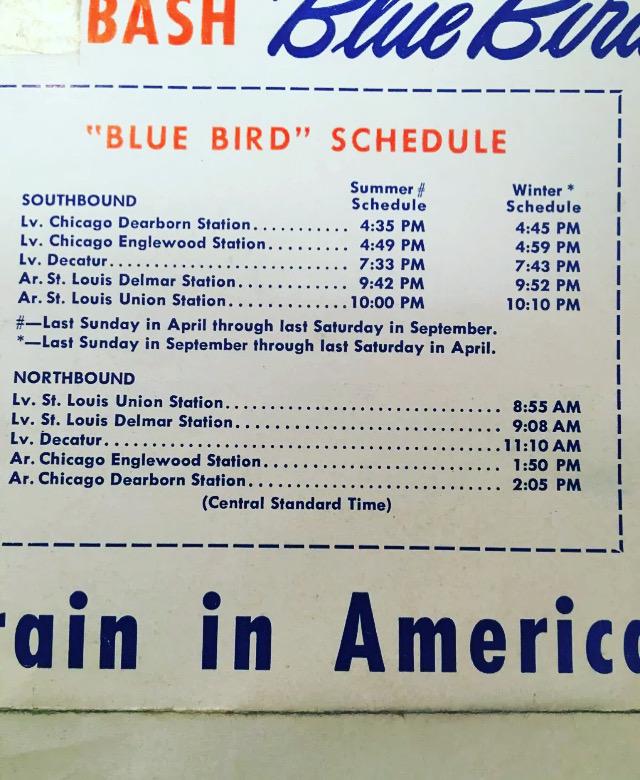 BASH Blue Bird
"BLUE BIRD" SCHEDULE
Summer # Winter *
SOUTHBOUND Schedule Schedule
Lv. Chicago Dearborn Station........... 4:35 PM 4:45 PM
Lv. Chicago Englewood Station......... 4:49 PM 4:59 PM
Lv. Decatur.............................. 7:33 PM 7:43 PM
Ar. St. Louis Delmar Station............ 9:42 PM 9:52 PM
Ar. St. Louis Union Station.............10:00 PM 10:10 PM
#—Last Sunday in April through last Saturday in September.
*—Last Sunday in September through last Saturday in April.
NORTHBOUND
Lv. St. Louis Union Station................................ 8:55 AM
Lv. St. Louis Delmar Station............................... 9:08 AM
Lv. Decatur..............................................11:10 AM
Ar. Chicago Englewood Station............................ 1:50 PM
Ar. Chicago Dearborn Station.............................. 2:05 PM
(Central Standard Time)
rain in America